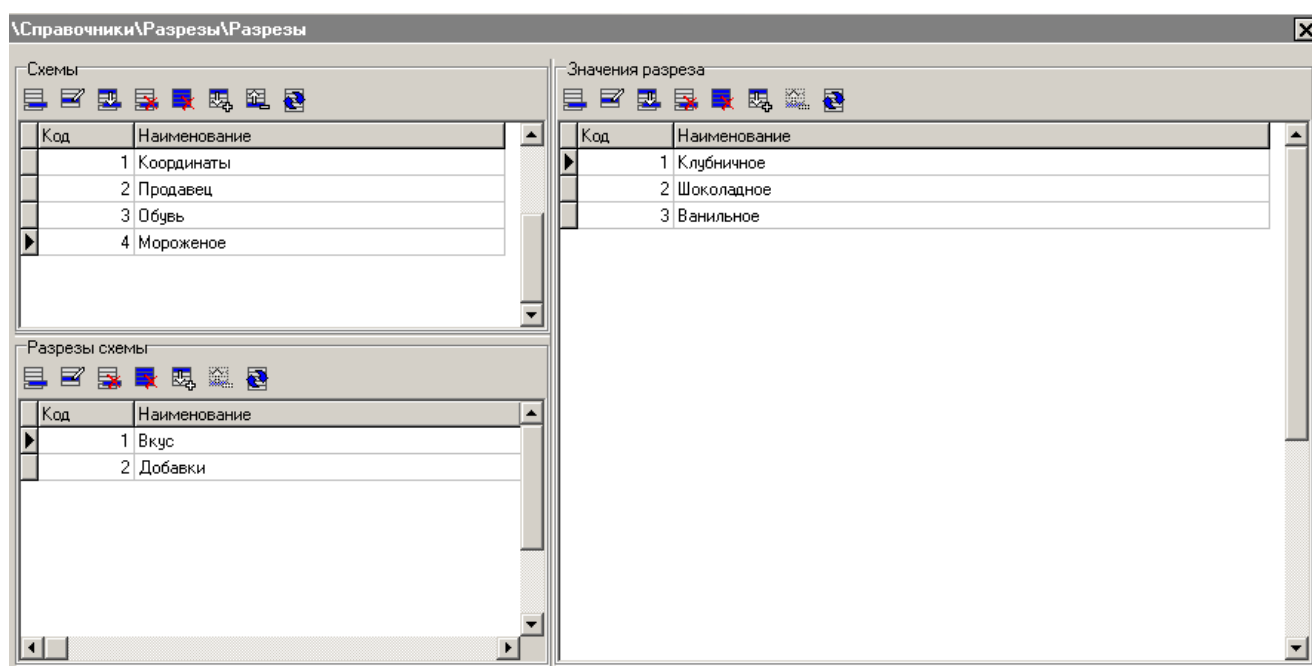 \Справочники\Разрезы\Разрезы
Схемы
Код Наименование
1 Координаты
2 Продавец
3 Обувь
4 Мороженое
Разрезы схемы
Код Наименование
1 Вкус
2 Добавки
Значения разреза
Код Наименование
1 Клубничное
2 Шоколадное
3 Ванильное